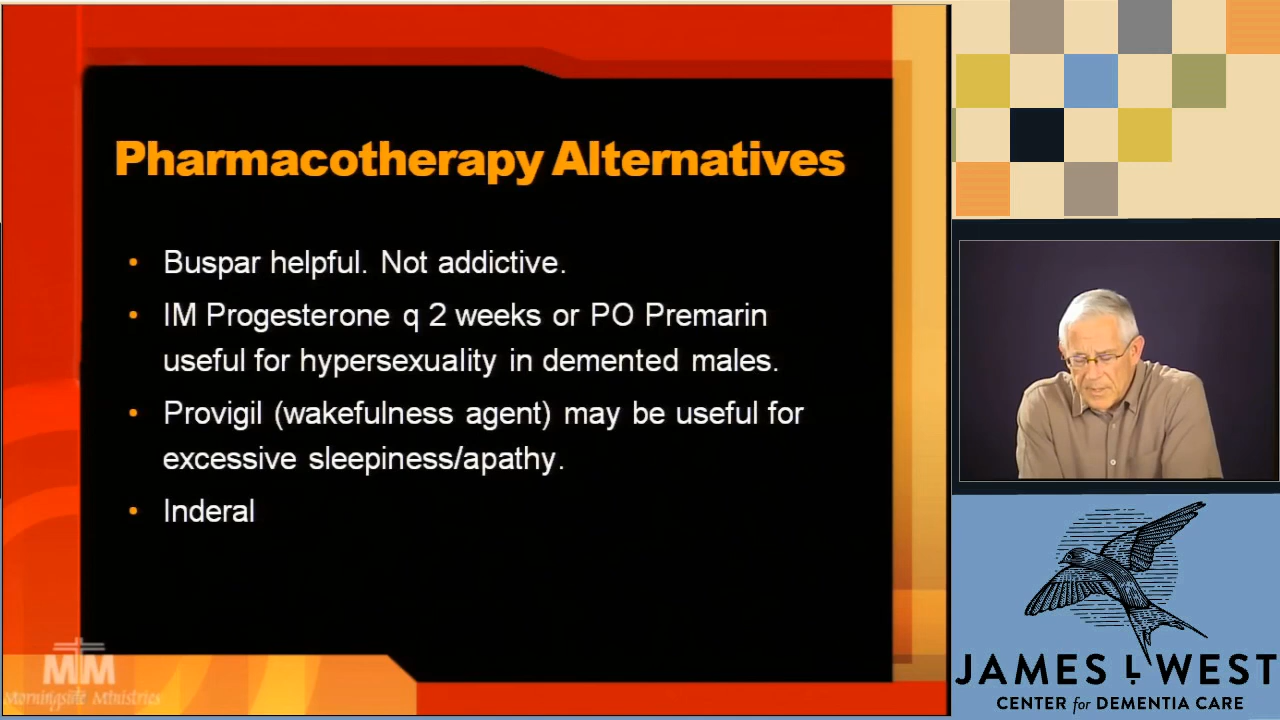 Pharmacotherapy Alternatives
• Buspar helpful. Not addictive.
• IM Progesterone q 2 weeks or PO Premarin
useful for hypersexuality in demented males.
• Provigil (wakefulness agent) may be useful for
excessive sleepiness/apathy.
• Inderal
MM
Morningside Ministries
JAMES L WEST
CENTER for DEMENTIA CARE